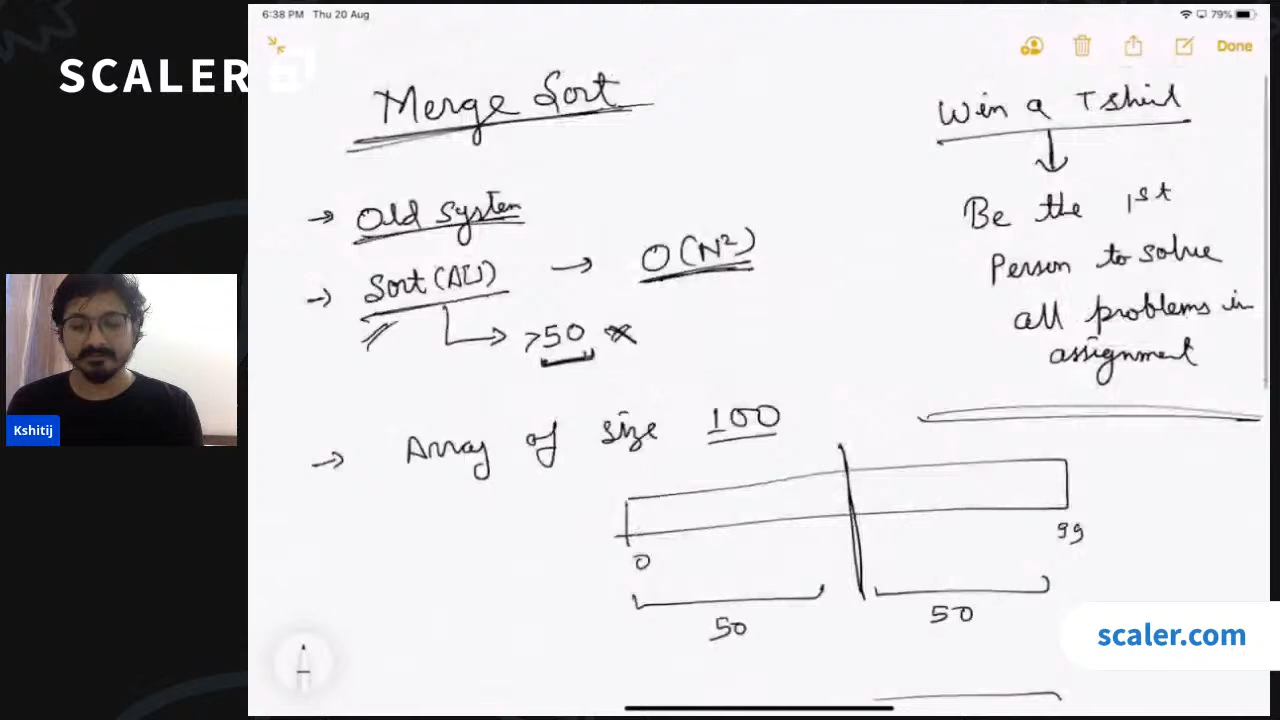 6:38 PM Thu 20 Aug
79%
Done
SCALER
Merge Sort
→ Old System
→ Sort(A[]) → O(N²)
>50 ×
→ Array of size 100
0
99
50
50
Win a T shirt
Be the 1st
Person to solve
all problems in
assignment
Kshitij
scaler.com